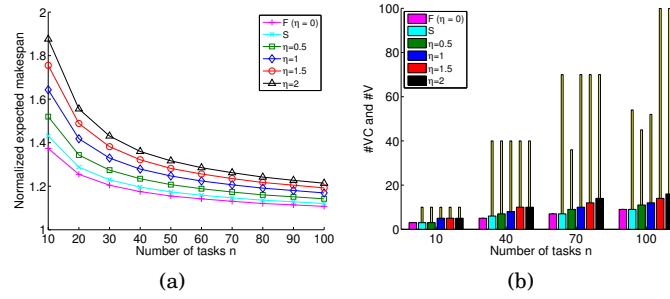 2
1.8
1.6
1.4
1.2
1
10 20 30 40 50 60 70 80 90 100
Number of tasks n
Normalized expected makespan
F (η = 0)
S
η=0.5
η=1
η=1.5
η=2
(a)
100
80
60
40
20
0
10 40 70 100
Number of tasks n
#VC and #V
F (η = 0)
S
η=0.5
η=1
η=1.5
η=2
(b)